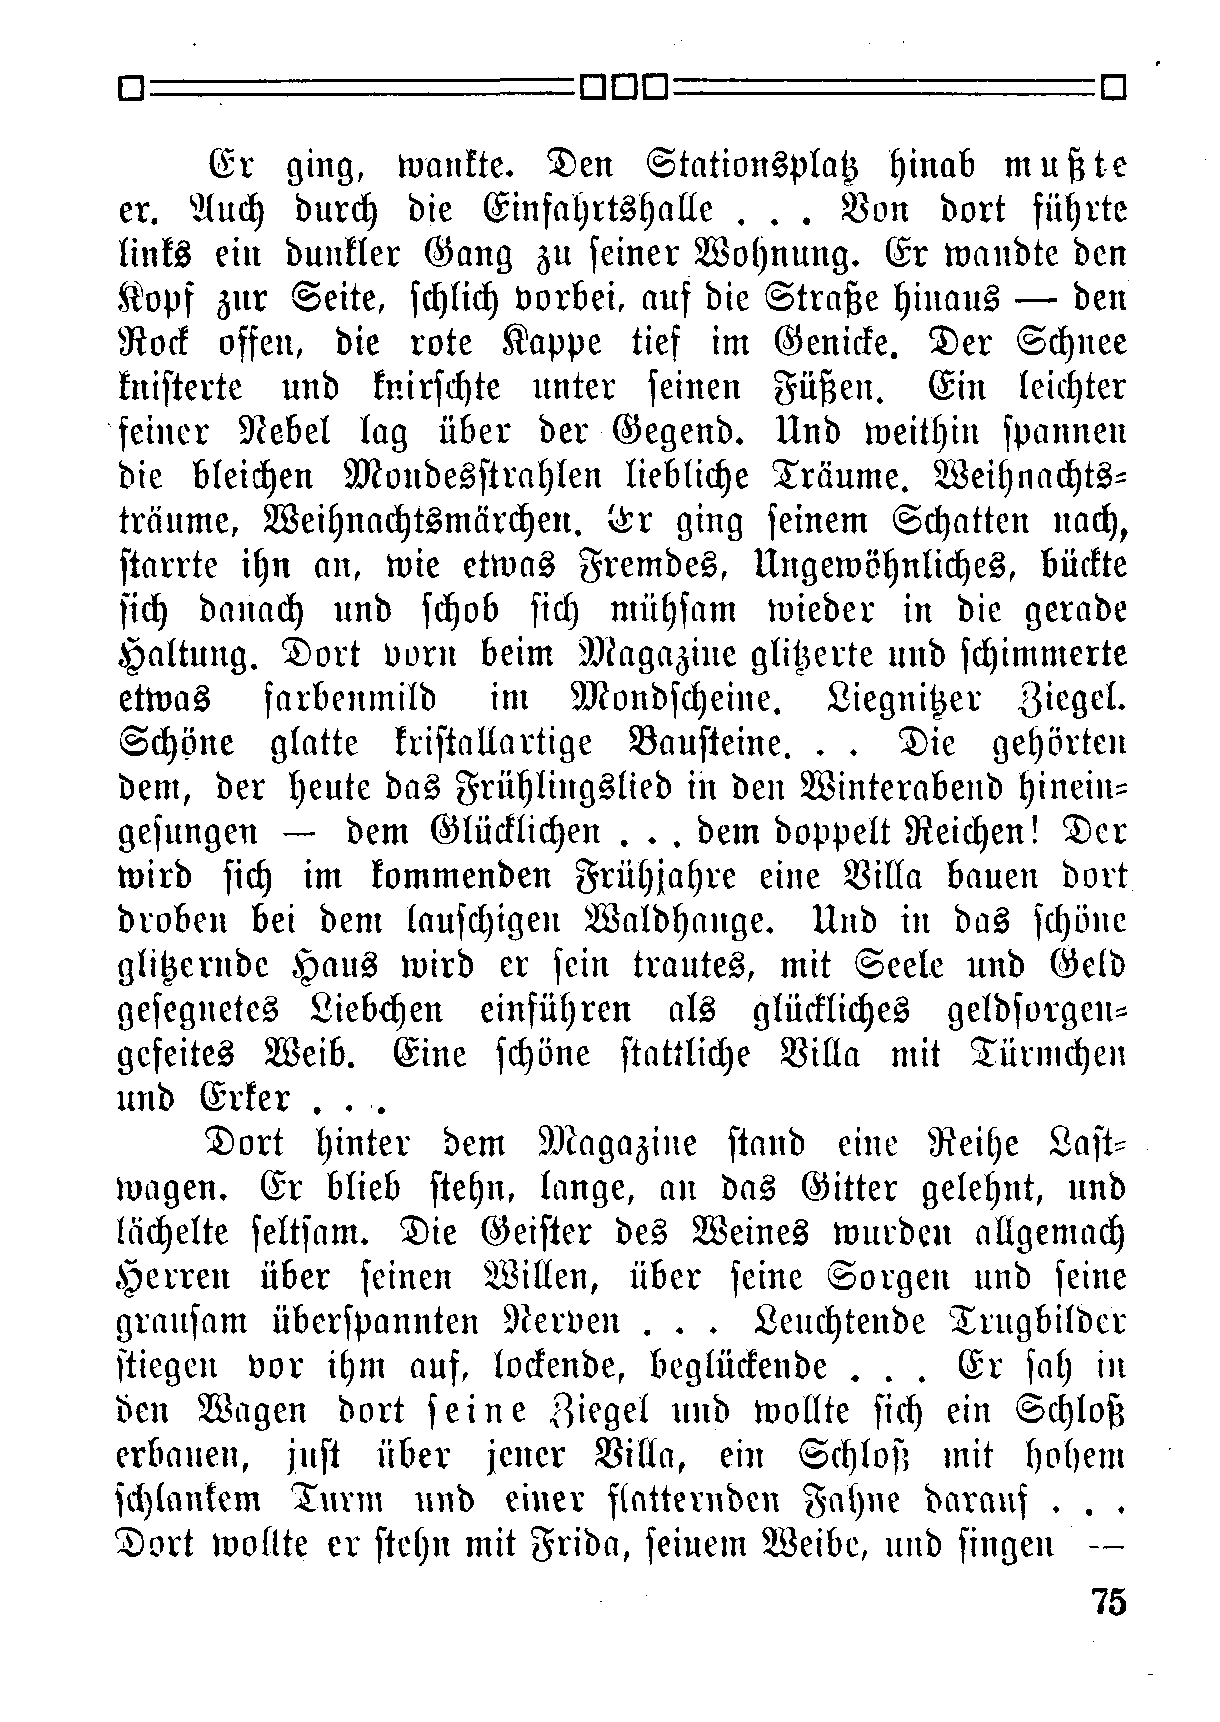 Er ging, wankte. Den Stationsplatz hinab mußte
er. Auch durch die Einfahrtshalle . . . Von dort führte
links ein dunkler Gang zu seiner Wohnung. Er wandte den
Kopf zur Seite, schlich vorbei, auf die Straße hinaus — den
Rock offen, die rote Kappe tief im Genicke. Der Schnee
knisterte und knirschte unter seinen Füßen. Ein leichter
feiner Nebel lag über der Gegend. Und weithin spannen
die bleichen Mondesstrahlen liebliche Träume. Weihnachts-
träume, Weihnachtsmärchen. Er ging seinem Schatten nach,
starrte ihn an, wie etwas Fremdes, Ungewöhnliches, bückte
sich danach und schob sich mühsam wieder in die gerade
Haltung. Dort vorn beim Magazine glitzerte und schimmerte
etwas farbenmild im Mondscheine. Liegnitzer Ziegel.
Schöne glatte kristallartige Bausteine. . . Die gehörten
dem, der heute das Frühlingslied in den Winterabend hinein-
gesungen — dem Glücklichen . . . dem doppelt Reichen! Der
wird sich im kommenden Frühjahre eine Villa bauen dort
droben bei dem lauschigen Waldhange. Und in das schöne
glitzernde Haus wird er sein trautes, mit Seele und Geld
gesegnetes Liebchen einführen als glückliches geldsorgen-
gefeites Weib. Eine schöne stattliche Villa mit Türmchen
und Erker . . .
Dort hinter dem Magazine stand eine Reihe Last-
wagen. Er blieb stehn, lange, an das Gitter gelehnt, und
lächelte seltsam. Die Geister des Weines wurden allgemach
Herren über seinen Willen, über seine Sorgen und seine
grausam überspannten Nerven . . . Leuchtende Trugbilder
stiegen vor ihm auf, lockende, beglückende . . . Er sah in
den Wagen dort seine Ziegel und wollte sich ein Schloß
erbauen, just über jener Villa, ein Schloß mit hohem
schlankem Turm und einer flatternden Fahne darauf . . .
Dort wollte er stehn mit Frida, seinem Weibe, und singen —
75